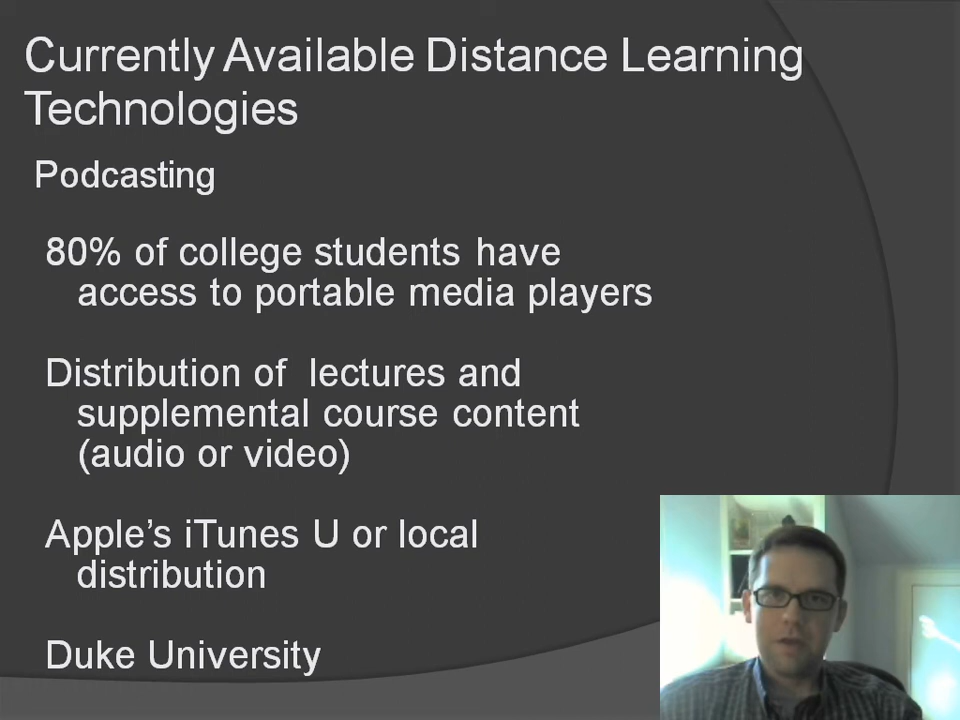 Currently Available Distance Learning
Technologies
Podcasting
80% of college students have
access to portable media players
Distribution of  lectures and
supplemental course content
(audio or video)
Apple’s iTunes U or local
distribution
Duke University